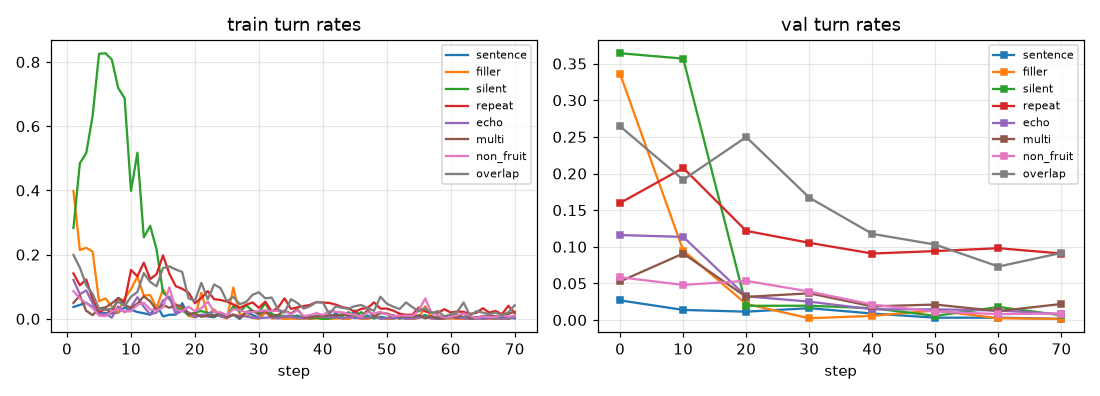 train turn rates
0.8
0.6
0.4
0.2
0.0
0 10 20 30 40 50 60 70
step
sentence
filler
silent
repeat
echo
multi
non_fruit
overlap
val turn rates
0.35
0.30
0.25
0.20
0.15
0.10
0.05
0.00
0 10 20 30 40 50 60 70
step
sentence
filler
silent
repeat
echo
multi
non_fruit
overlap